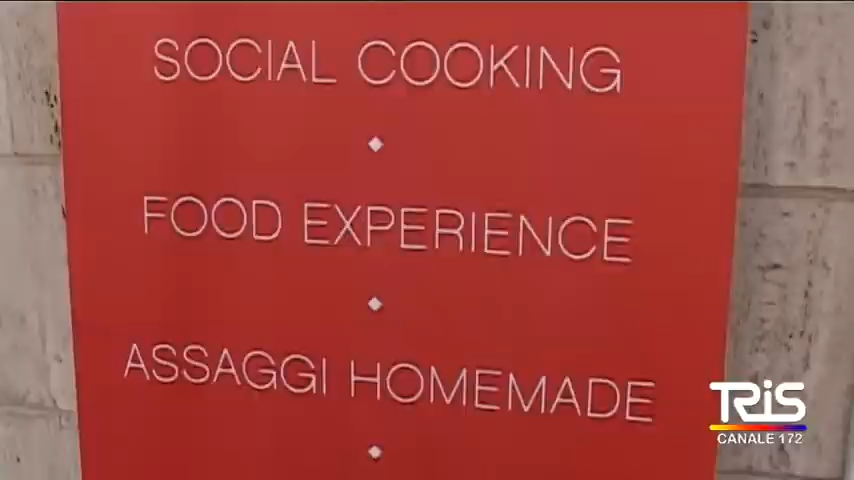 SOCIAL COOKING
FOOD EXPERIENCE
ASSAGGI HOMEMADE
TRIS
CANALE 172